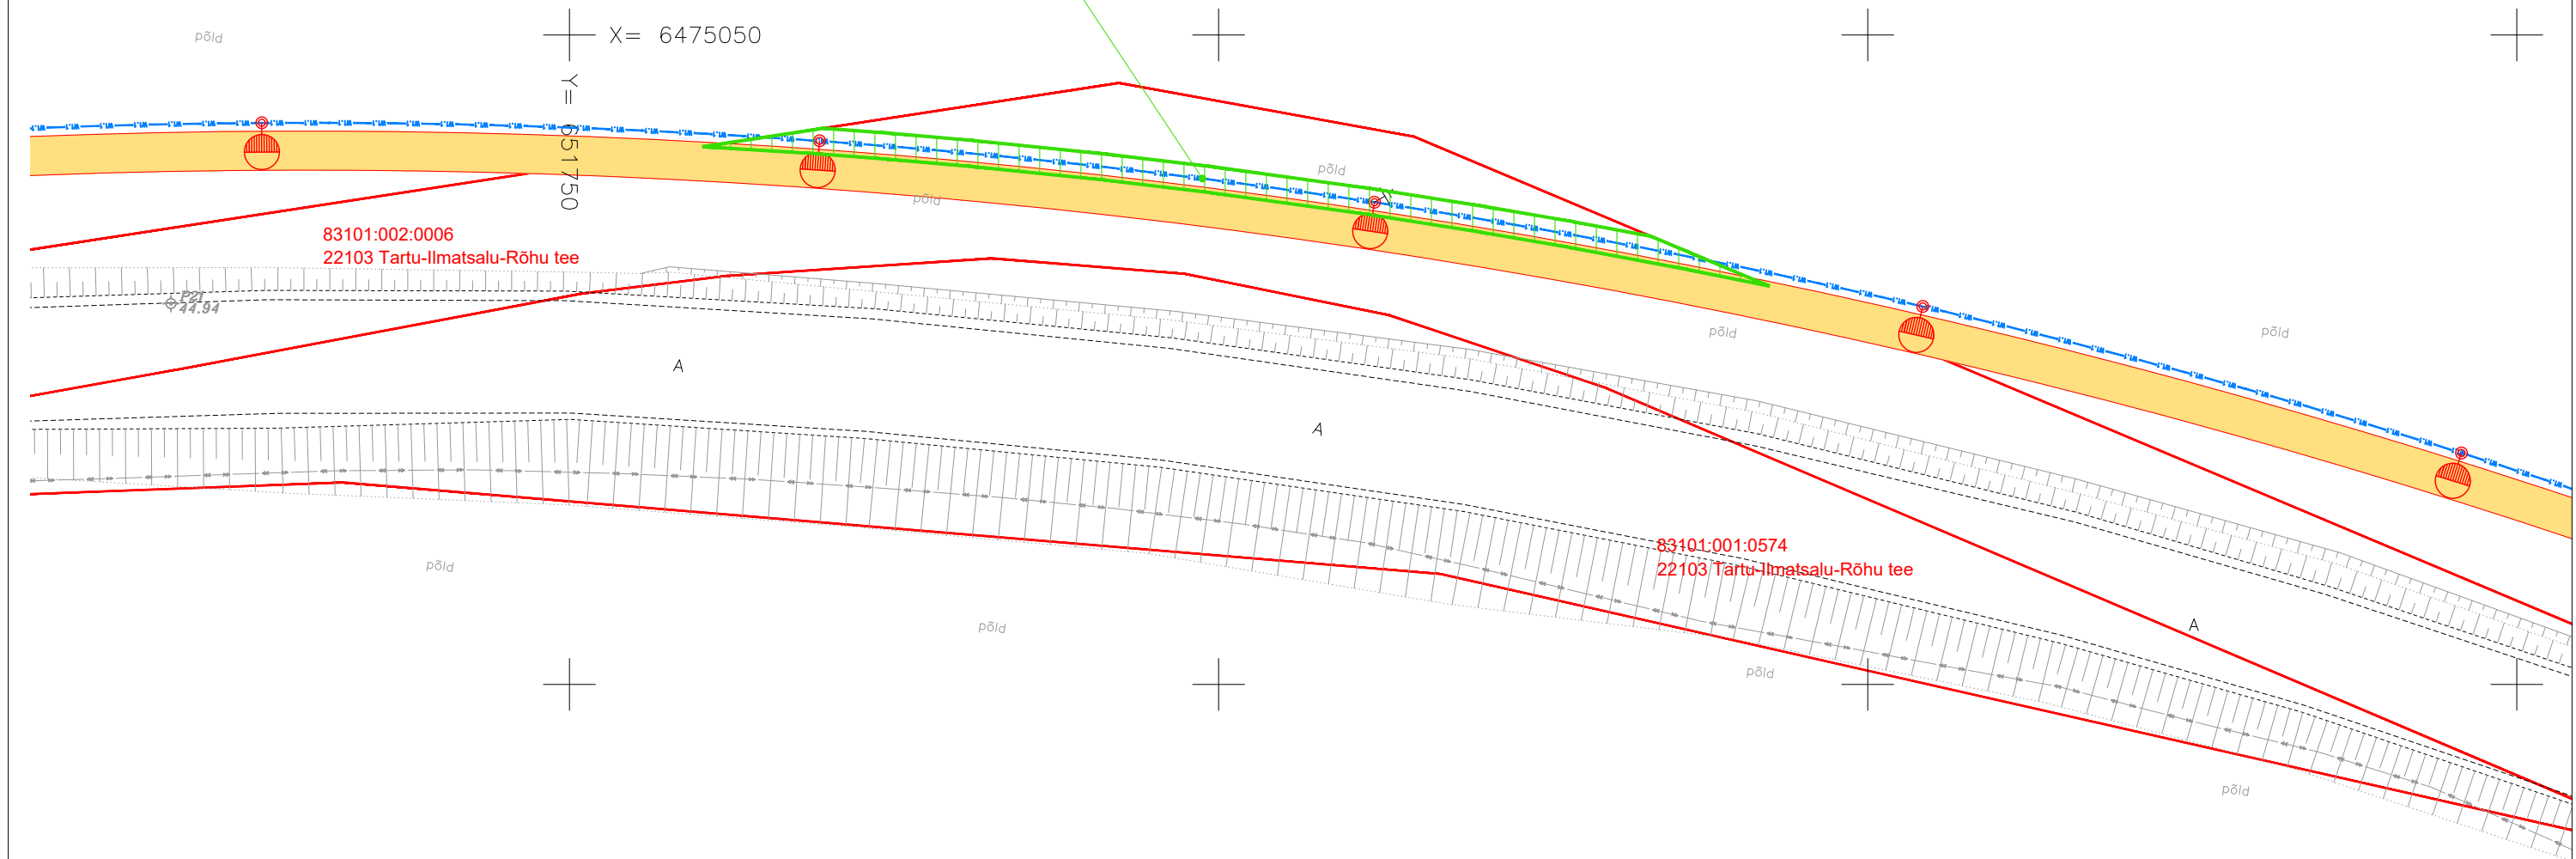 põld
X= 6475050
Y= 651750
põld
põld
83101:002:0006
22103 Tartu-Ilmatsalu-Rõhu tee
P21
44.94
põld
põld
A
A
põld
83101:001:0574
22103 Tartu-Ilmatsalu-Rõhu tee
põld
A
põld
põld